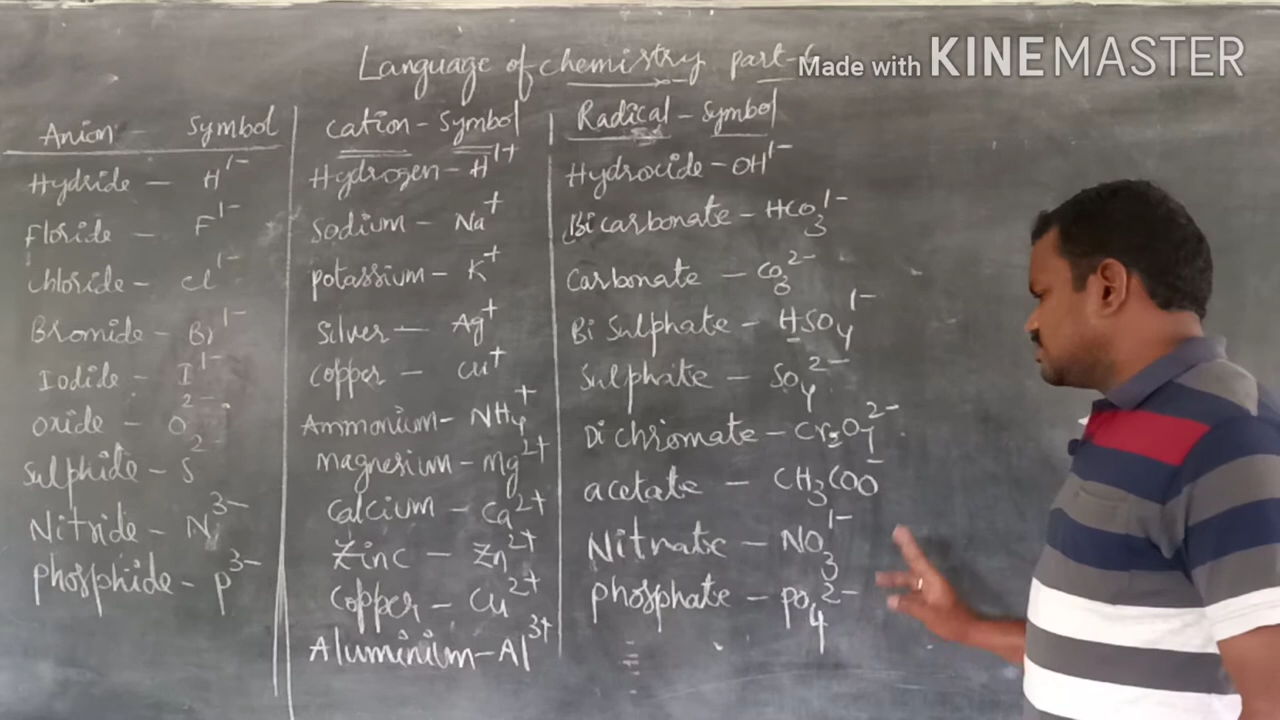 Language of chemistry part-
Made with KINEMASTER
Anion - Symbol
Hydride - H¹⁻
Floride - F¹⁻
chloride - Cl¹⁻
Bromide - Br¹⁻
Iodide - I¹⁻
oxide - O²⁻
Sulphide - S²⁻
Nitride - N³⁻
phosphide - P³⁻
Cation - Symbol
Hydrogen - H¹⁺
Sodium - Na⁺
potassium - K⁺
Silver - Ag⁺
Copper - Cu⁺
Ammonium - NH₄⁺
Magnesium - Mg²⁺
Calcium - Ca²⁺
Zinc - Zn²⁺
Copper - Cu²⁺
Aluminium - Al³⁺
Radical - Symbol
Hydrocide - OH¹⁻
Bicarbonate - HCO₃¹⁻
Carbonate - CO₃²⁻
Bi Sulphate - HSO₄¹⁻
Sulphate - SO₄²⁻
Di chromate - Cr₂O₇²⁻
acetate - CH₃COO⁻
Nitrate - NO₃¹⁻
phosphate - PO₄²⁻